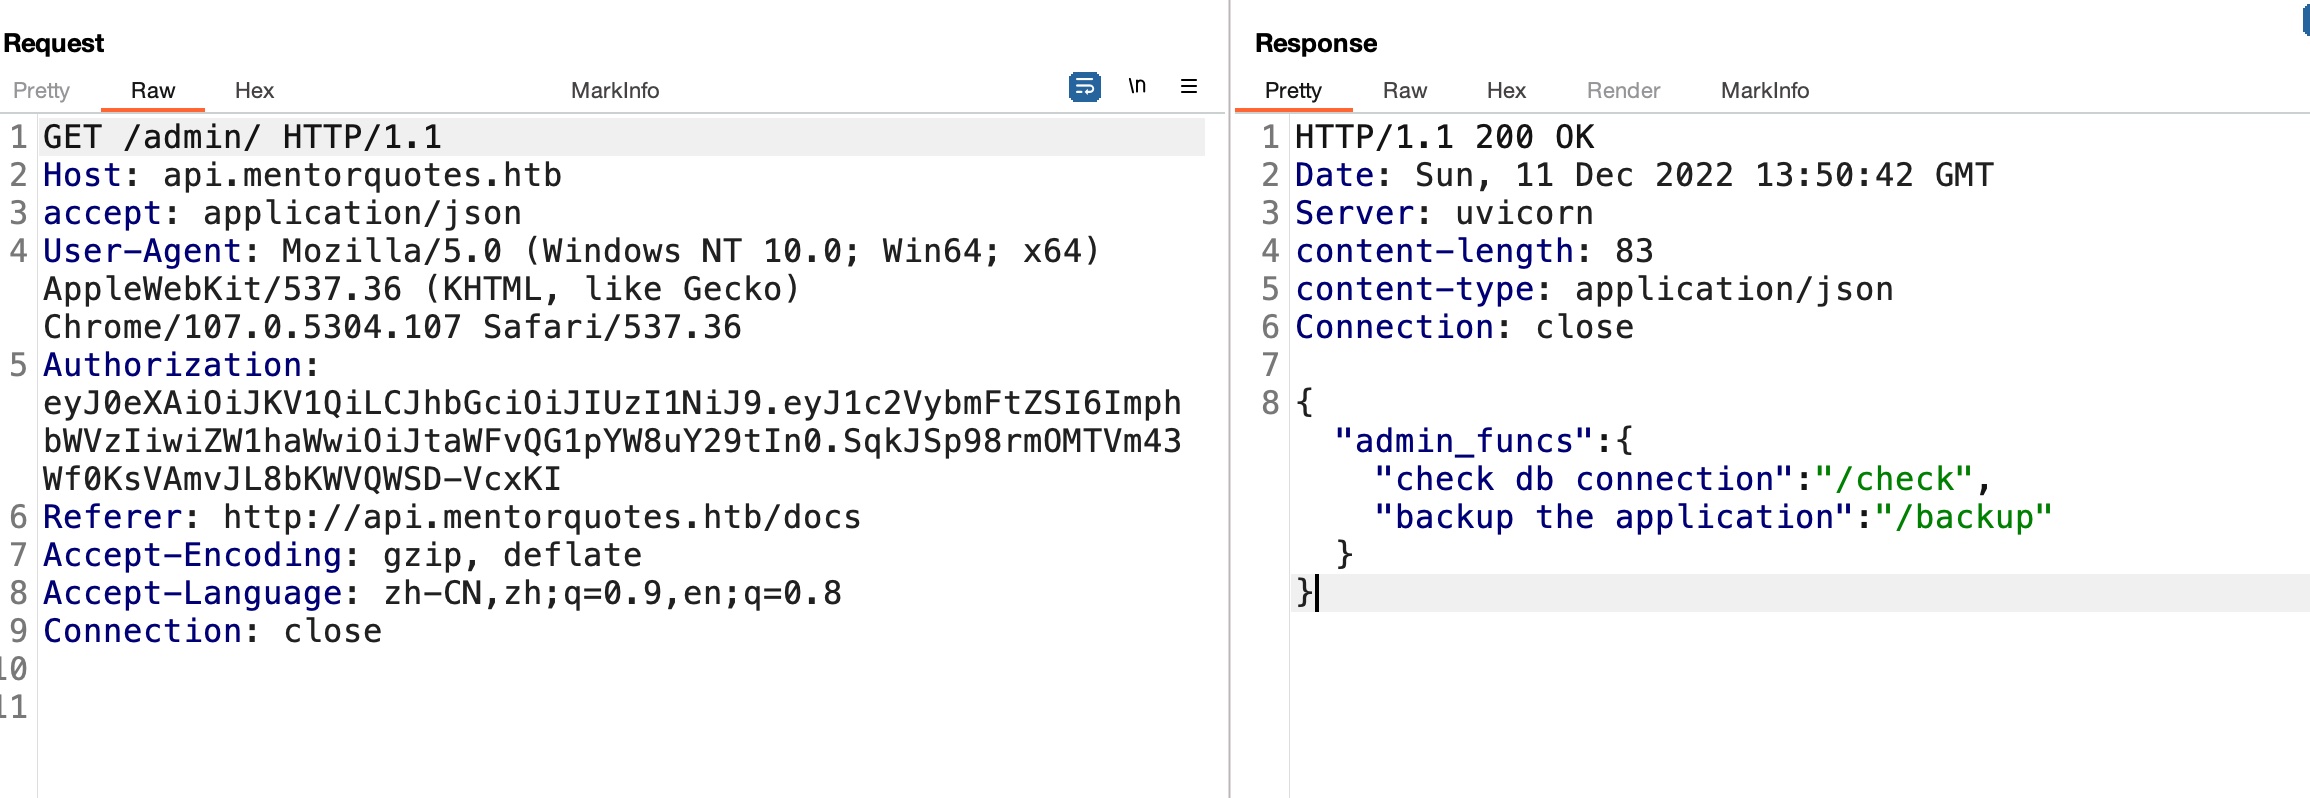 Request
Pretty Raw Hex MarkInfo \n
1 GET /admin/ HTTP/1.1
2 Host: api.mentorquotes.htb
3 accept: application/json
4 User-Agent: Mozilla/5.0 (Windows NT 10.0; Win64; x64)
AppleWebKit/537.36 (KHTML, like Gecko)
Chrome/107.0.5304.107 Safari/537.36
5 Authorization:
eyJ0eXAiOiJKV1QiLCJhbGciOiJIUzI1NiJ9.eyJ1c2VybmFtZSI6Imph
bWVzIiwiZW1haWwiOiJtaWFvQG1pYW8uY29tIn0.SqkJSp98rmOMTVm43
Wf0KsVAmvJL8bKWVQWSD-VcxKI
6 Referer: http://api.mentorquotes.htb/docs
7 Accept-Encoding: gzip, deflate
8 Accept-Language: zh-CN,zh;q=0.9,en;q=0.8
9 Connection: close
10
11
Response
Pretty Raw Hex Render MarkInfo
1 HTTP/1.1 200 OK
2 Date: Sun, 11 Dec 2022 13:50:42 GMT
3 Server: uvicorn
4 content-length: 83
5 content-type: application/json
6 Connection: close
7
8 {
"admin_funcs":{
"check db connection":"/check",
"backup the application":"/backup"
}
}